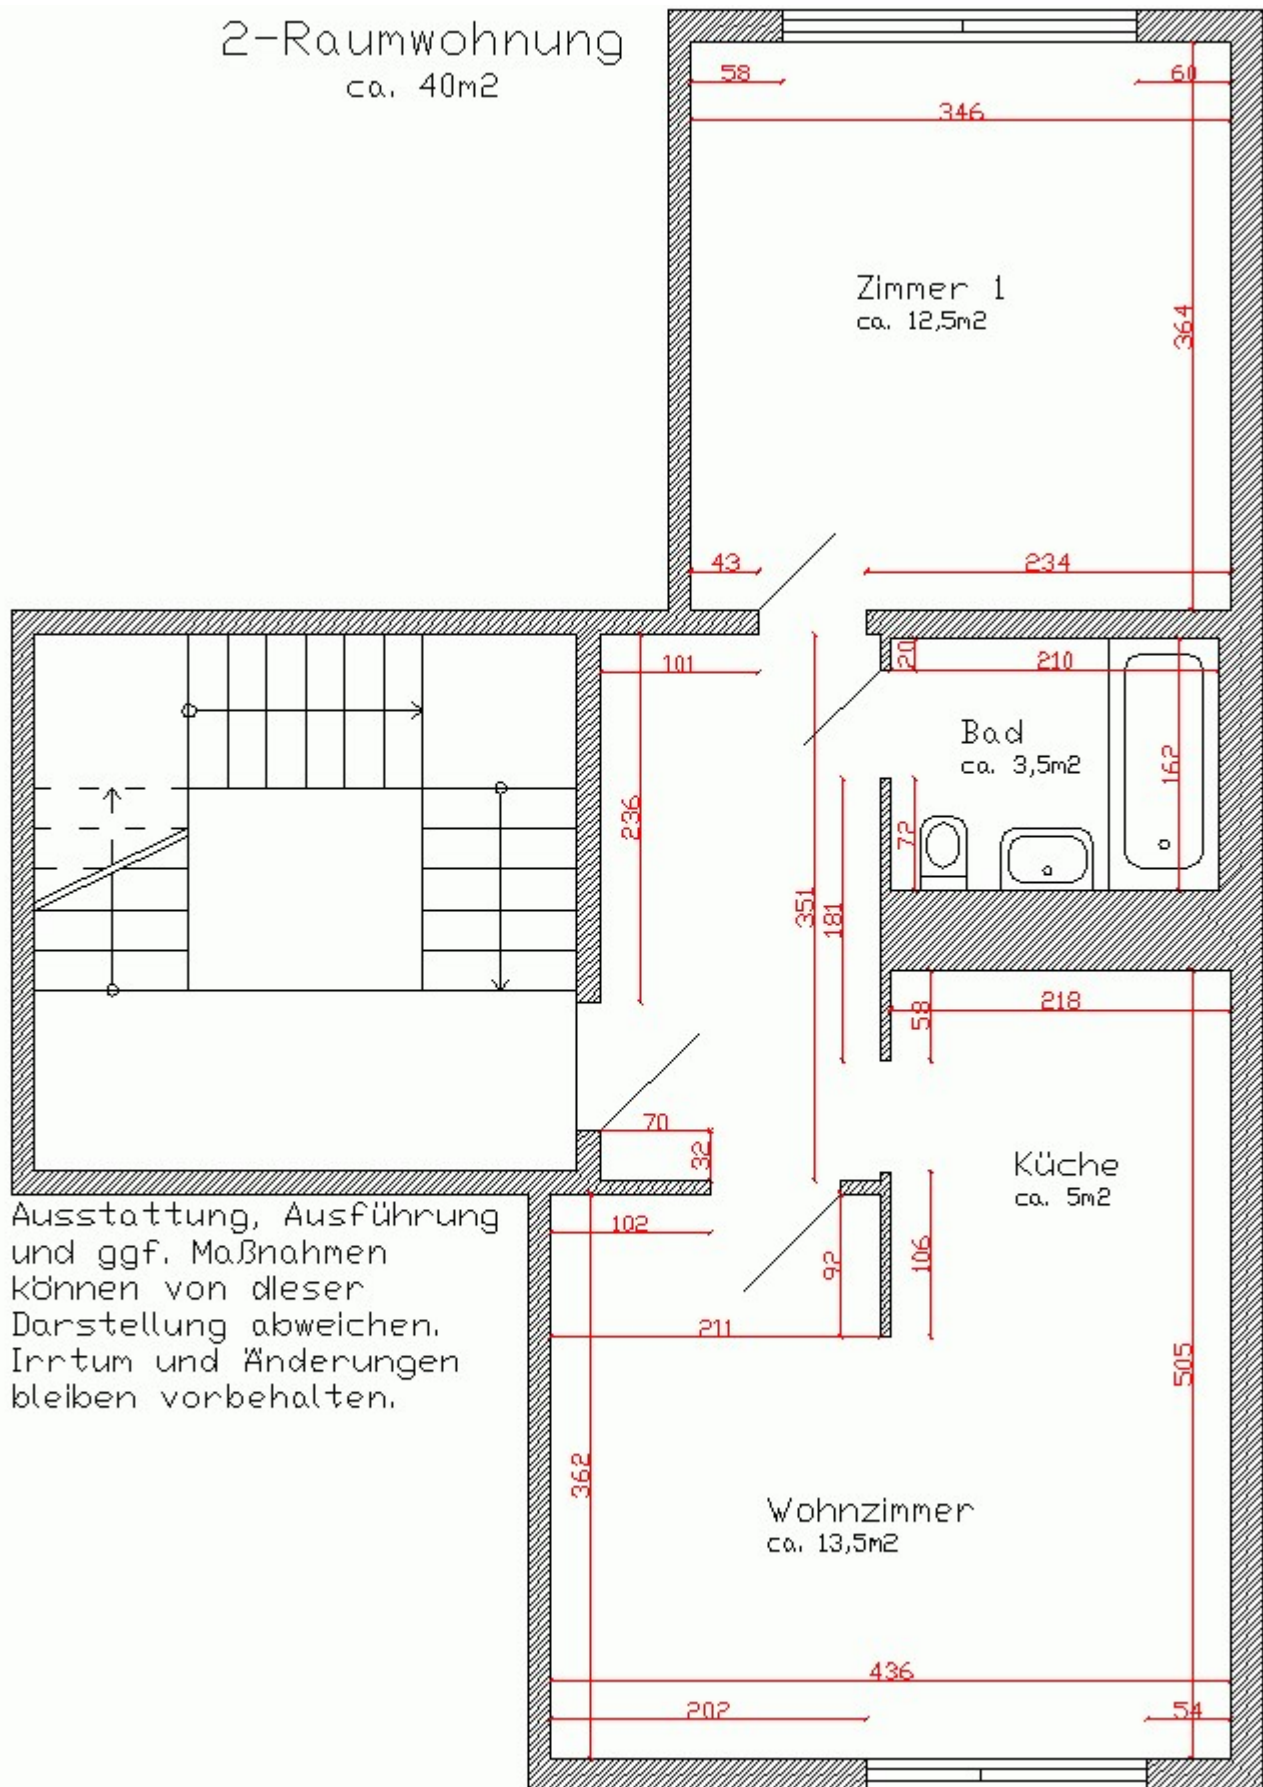 2-Raumwohnung
ca. 40m2
58
60
346
Zimmer 1
ca. 12,5m2
364
43
234
101
20
210
Bad
ca. 3,5m2
162
236
72
351
181
58
218
70
32
Küche
ca. 5m2
Ausstattung, Ausführung
und ggf. Maßnahmen
können von dieser
Darstellung abweichen.
Irrtum und Änderungen
bleiben vorbehalten.
102
92
106
211
505
362
Wohnzimmer
ca. 13,5m2
436
202
54